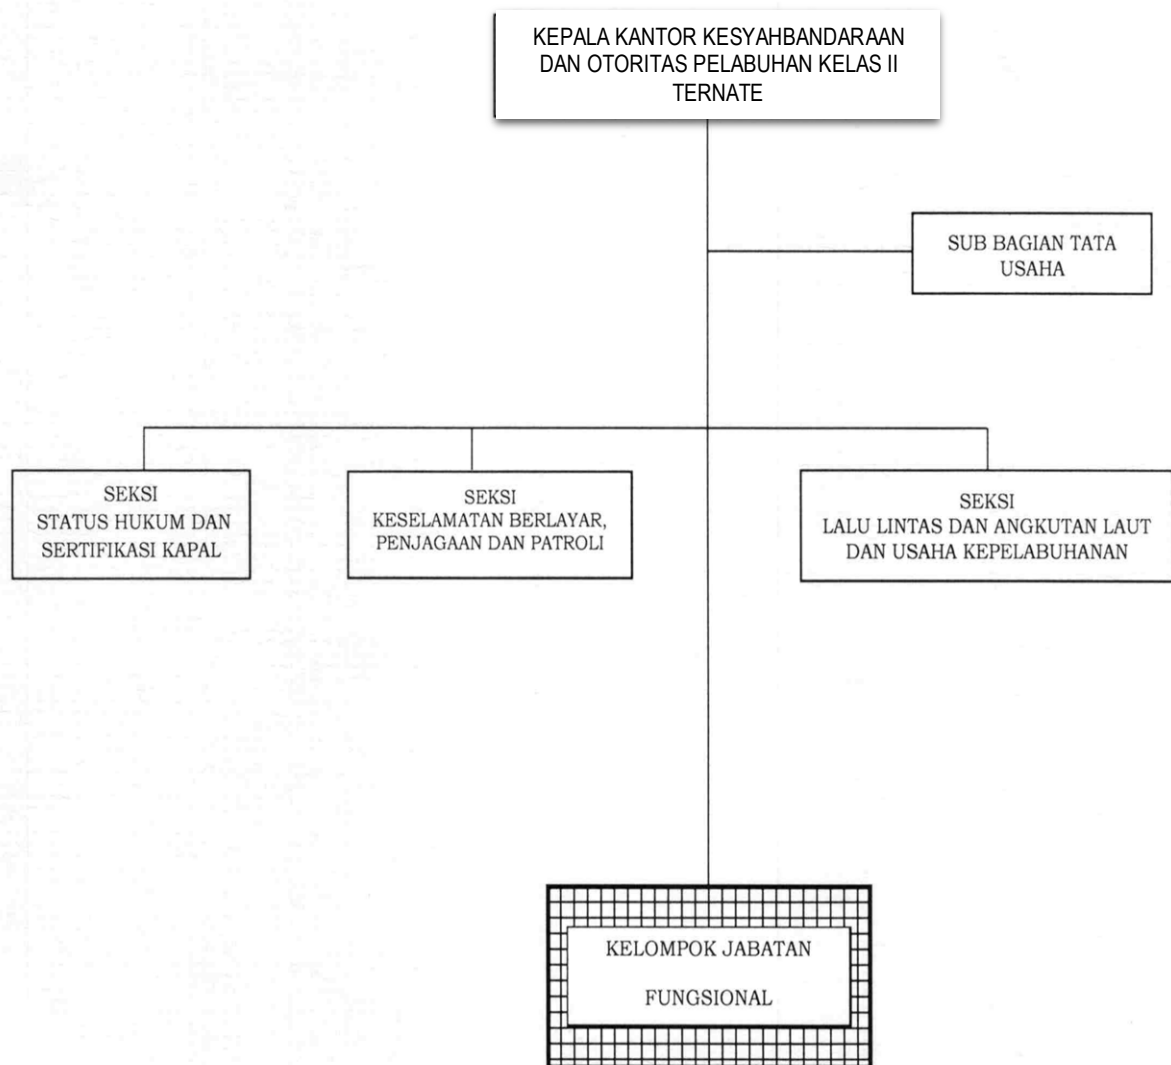 KEPALA KANTOR KESYAHBANDARAAN
DAN OTORITAS PELABUHAN KELAS II
TERNATE
SUB BAGIAN TATA
USAHA
SEKSI
STATUS HUKUM DAN
SERTIFIKASI KAPAL
SEKSI
KESELAMATAN BERLAYAR,
PENJAGAAN DAN PATROLI
SEKSI
LALU LINTAS DAN ANGKUTAN LAUT
DAN USAHA KEPELABUHANAN
KELOMPOK JABATAN
FUNGSIONAL